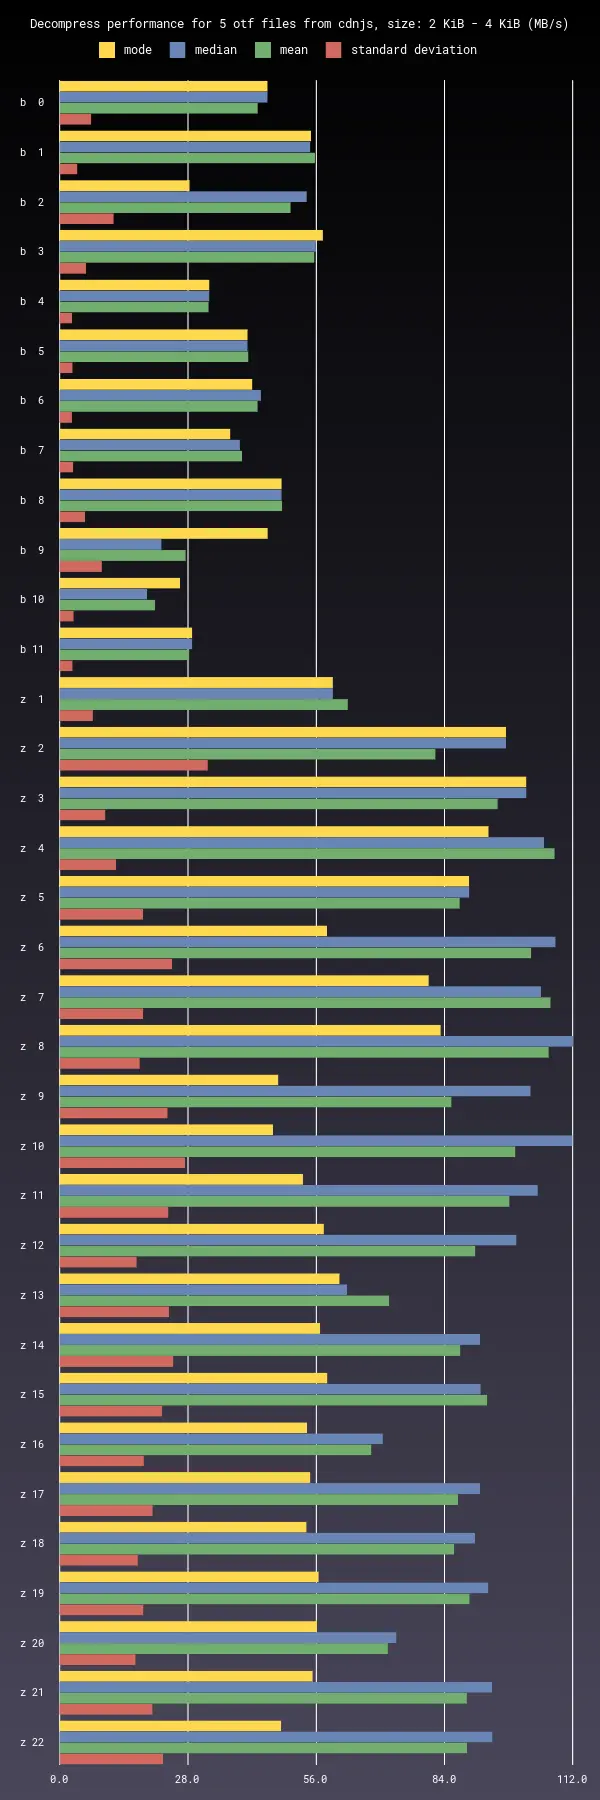 Decompress performance for 5 otf files from cdnjs, size: 2 KiB - 4 KiB (MB/s)
mode median mean standard deviation
b 0
b 1
b 2
b 3
b 4
b 5
b 6
b 7
b 8
b 9
b 10
b 11
z 1
z 2
z 3
z 4
z 5
z 6
z 7
z 8
z 9
z 10
z 11
z 12
z 13
z 14
z 15
z 16
z 17
z 18
z 19
z 20
z 21
z 22
0.0 28.0 56.0 84.0 112.0